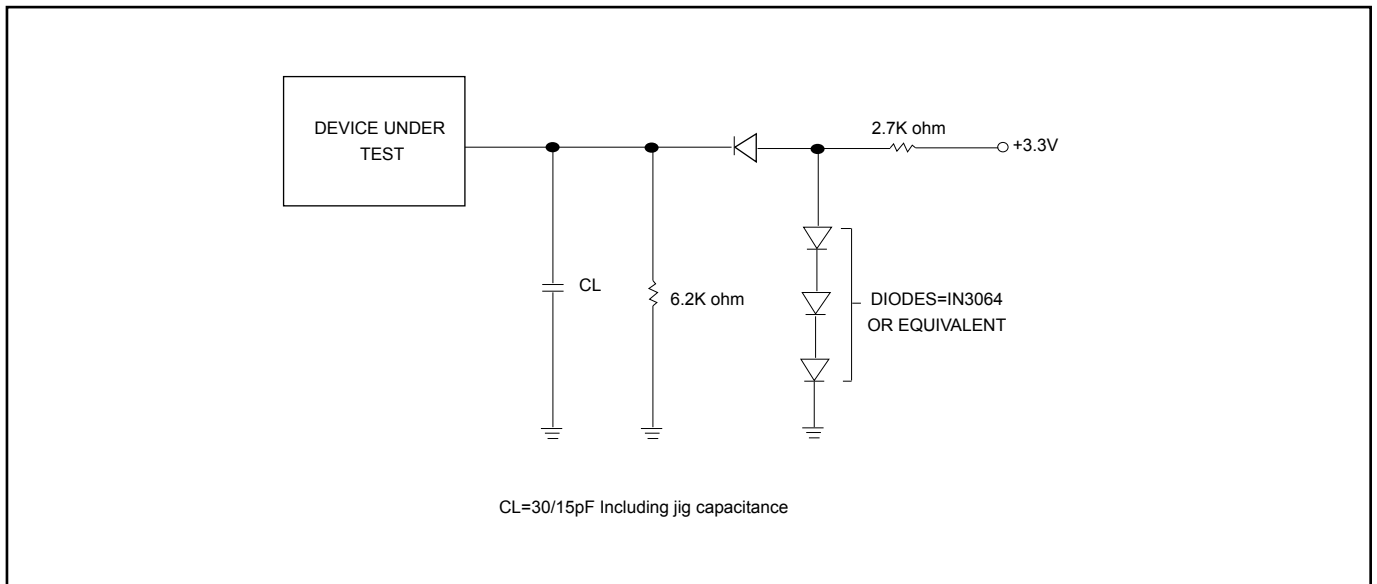 DEVICE UNDER
TEST
2.7K ohm
+3.3V
CL
6.2K ohm
DIODES=IN3064
OR EQUIVALENT
CL=30/15pF Including jig capacitance